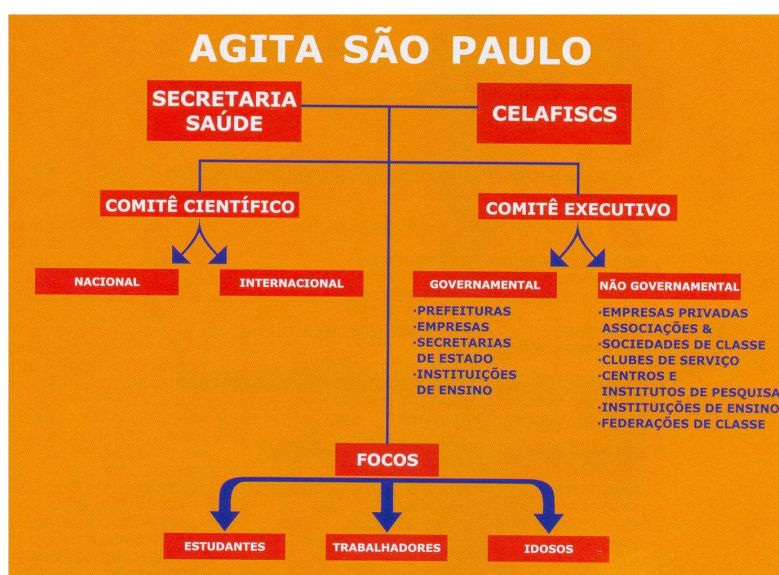 AGITA SÃO PAULO
SECRETARIA
SAÚDE
CELAFISCS
COMITÊ CIENTÍFICO
COMITÊ EXECUTIVO
NACIONAL
INTERNACIONAL
GOVERNAMENTAL
NÃO GOVERNAMENTAL
·PREFEITURAS
·EMPRESAS
·SECRETARIAS
DE ESTADO
·INSTITUIÇÕES
DE ENSINO
·EMPRESAS PRIVADAS
ASSOCIAÇÕES &
·SOCIEDADES DE CLASSE
·CLUBES DE SERVIÇO
·CENTROS E
INSTITUTOS DE PESQUISA
·INSTITUIÇÕES DE ENSINO
·FEDERAÇÕES DE CLASSE
FOCOS
ESTUDANTES
TRABALHADORES
IDOSOS